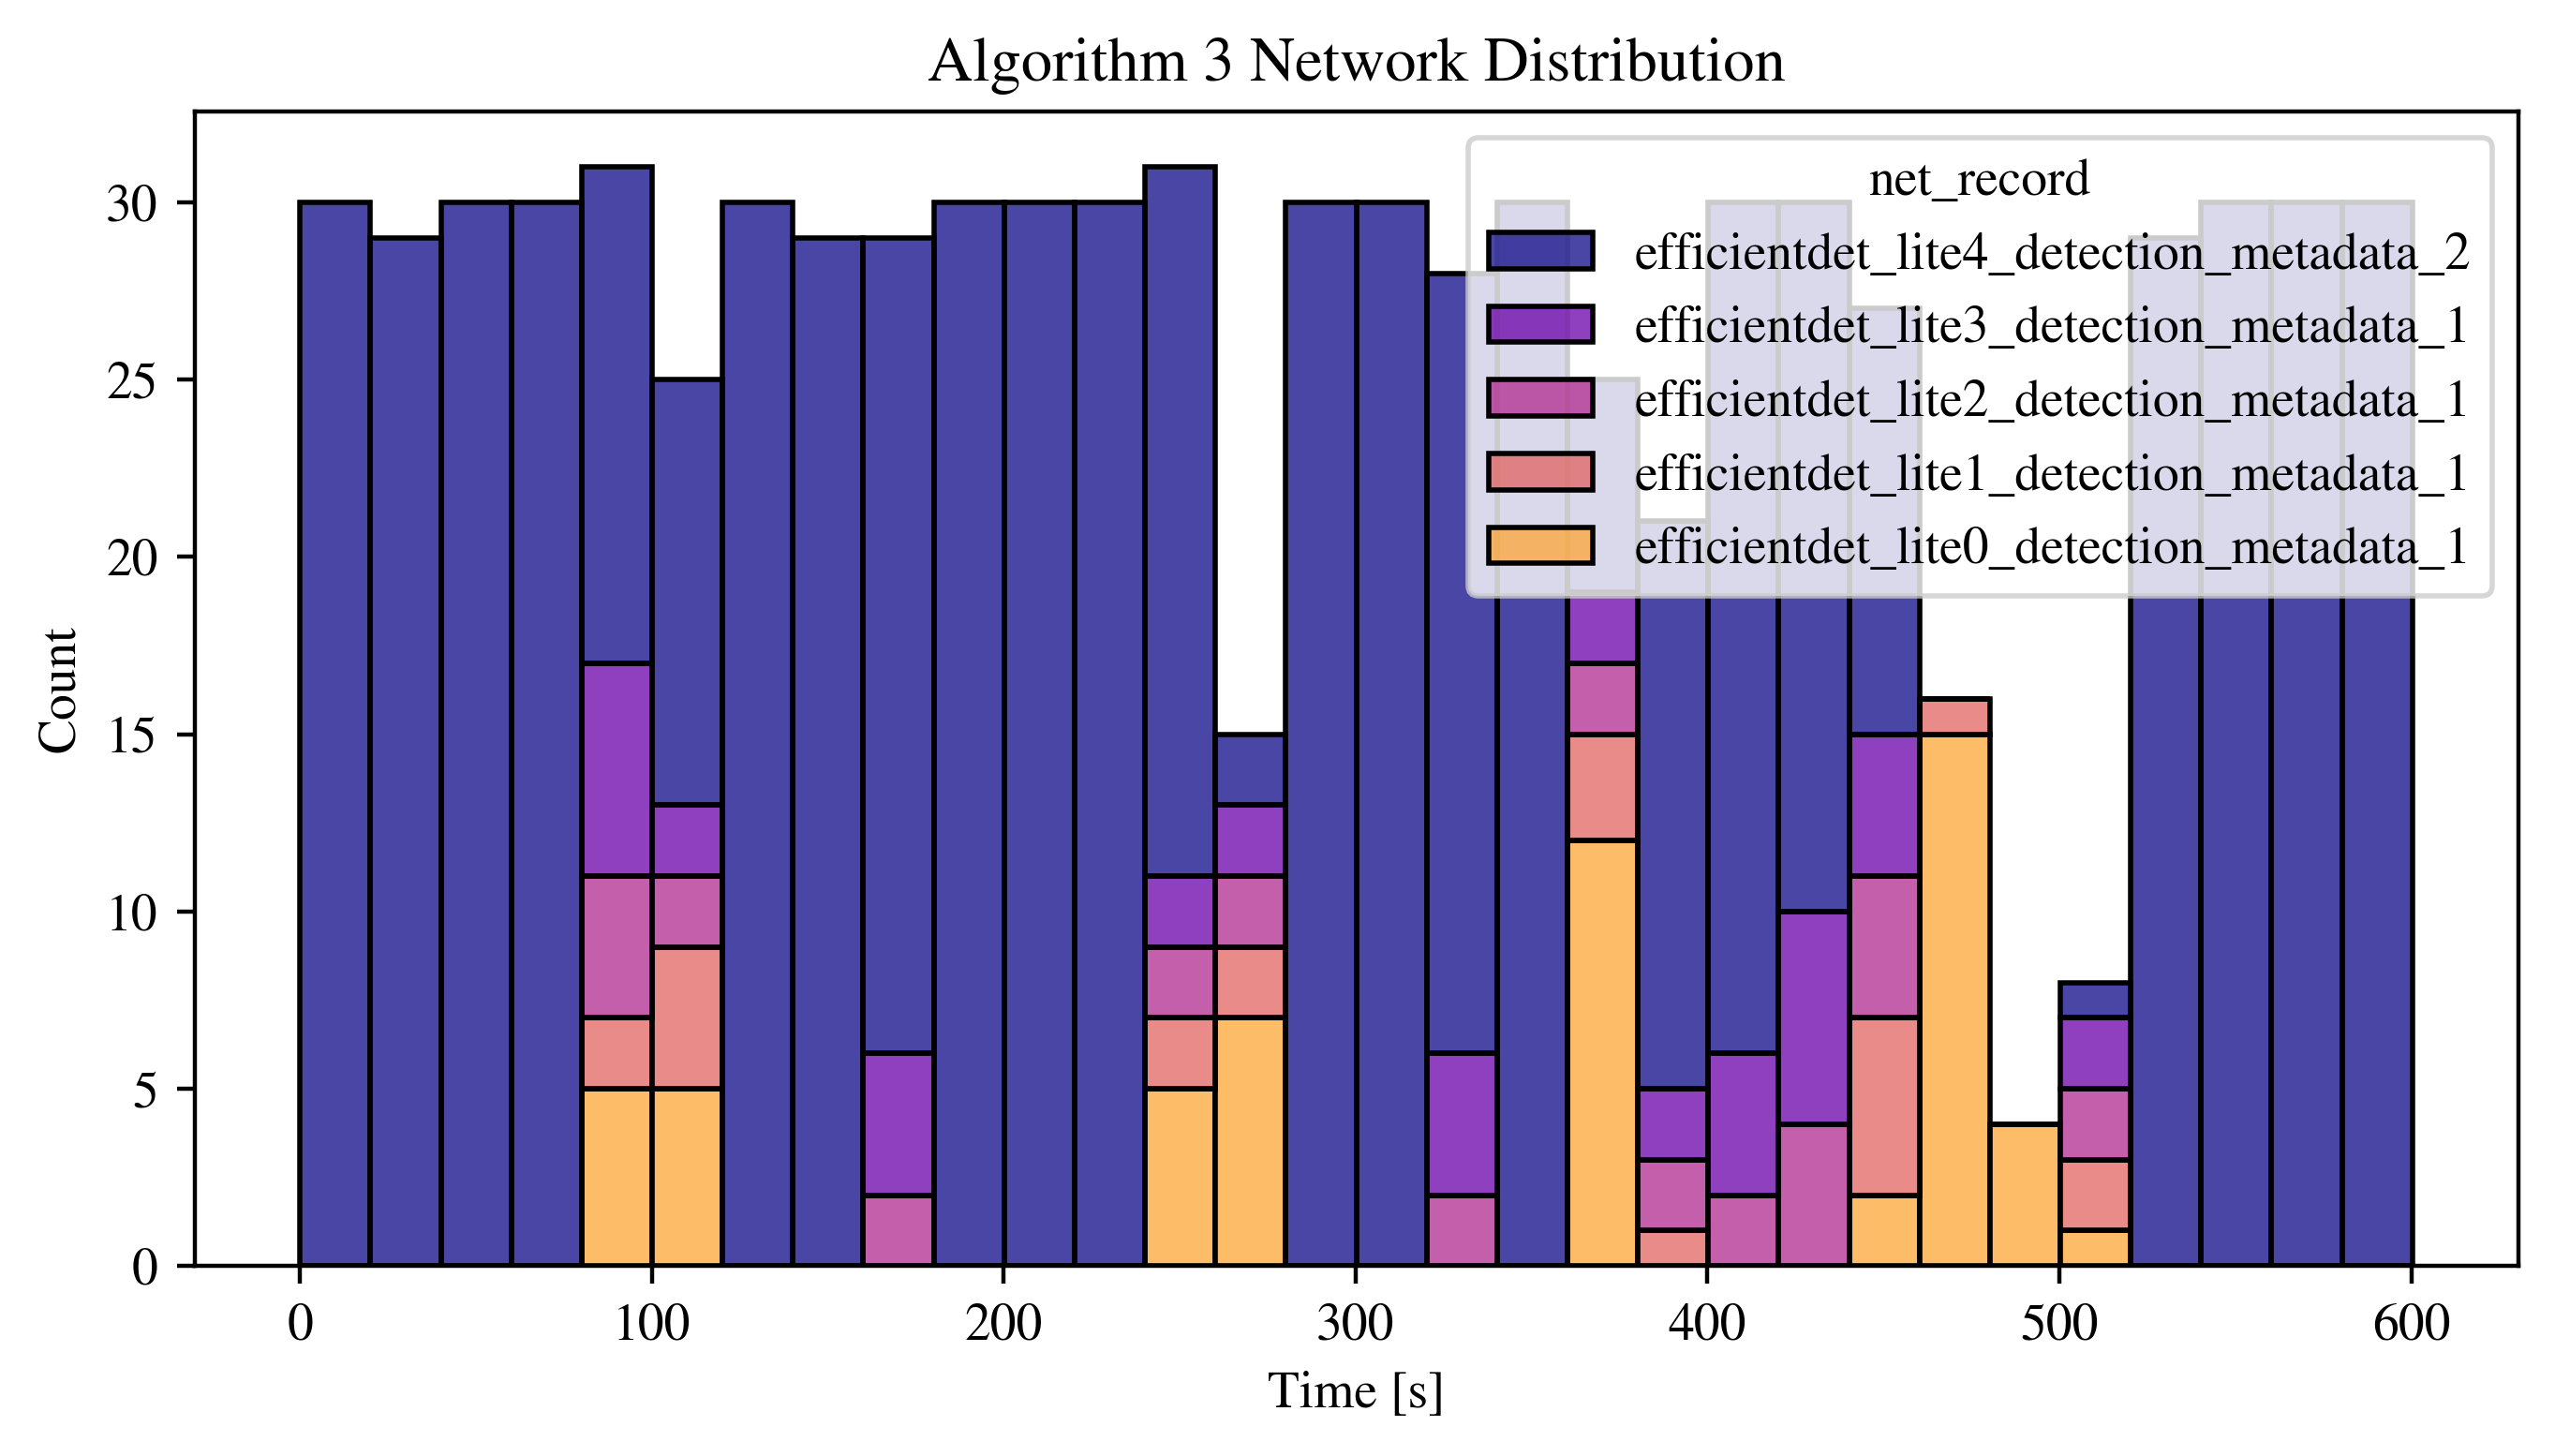 Algorithm 3 Network Distribution
net_record
efficientdet_lite4_detection_metadata_2
efficientdet_lite3_detection_metadata_1
efficientdet_lite2_detection_metadata_1
efficientdet_lite1_detection_metadata_1
efficientdet_lite0_detection_metadata_1
Count
30
25
20
15
10
5
0
0 100 200 300 400 500 600
Time [s]